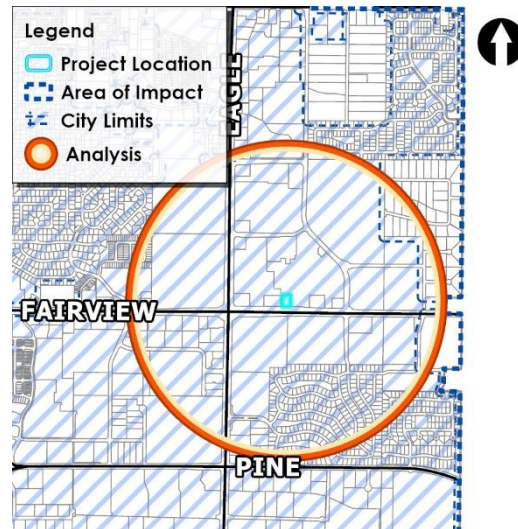 Legend
Project Location
Area of Impact
City Limits
Analysis
EAGLE
FAIRVIEW
PINE